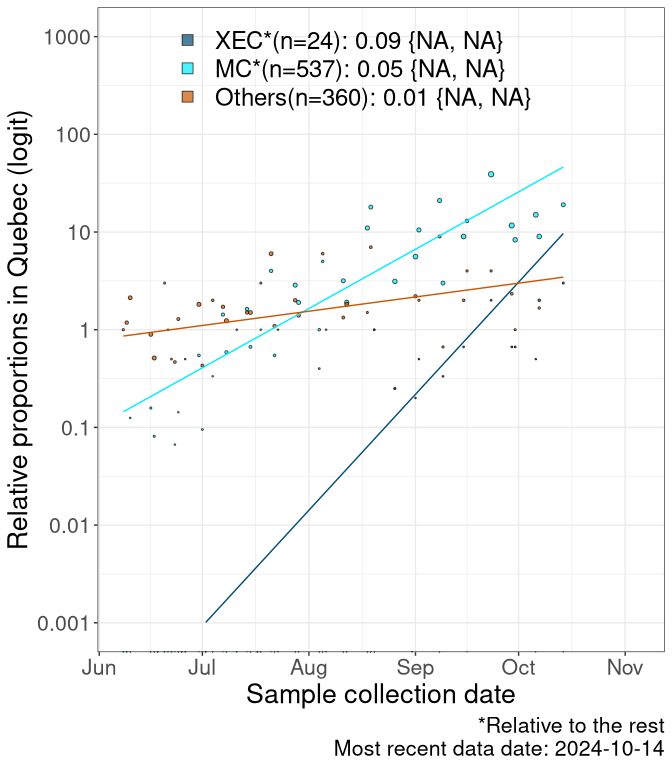 XEC*(n=24): 0.09 {NA, NA}
MC*(n=537): 0.05 {NA, NA}
Others(n=360): 0.01 {NA, NA}
Relative proportions in Quebec (logit)
1000
100
10
1
0.1
0.01
0.001
Jun Jul Aug Sep Oct Nov
Sample collection date
*Relative to the rest
Most recent data date: 2024-10-14